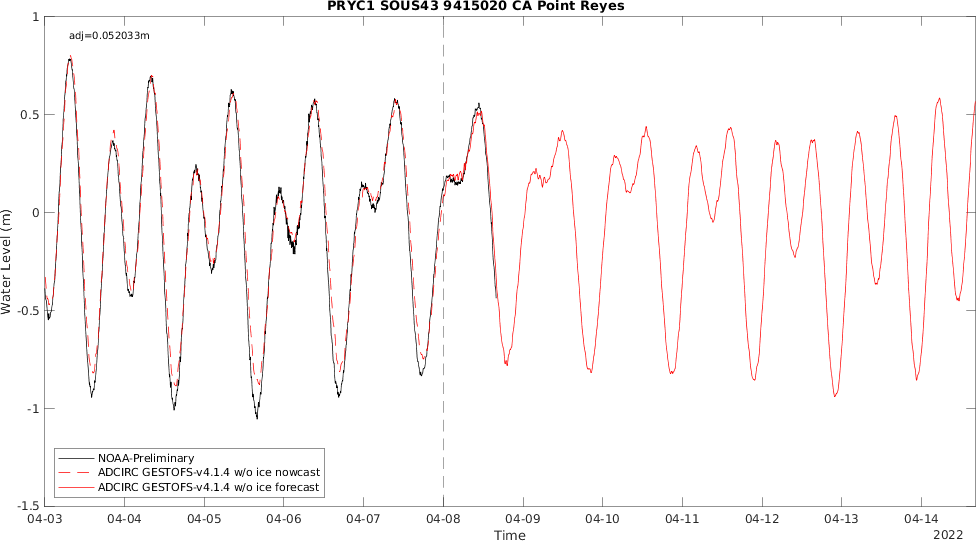 PRYC1 SOUS43 9415020 CA Point Reyes
adj=0.052033m
1
0.5
0
-0.5
-1
-1.5
Water Level (m)
NOAA-Preliminary
ADCIRC GESTOFS-v4.1.4 w/o ice nowcast
ADCIRC GESTOFS-v4.1.4 w/o ice forecast
04-03 04-04 04-05 04-06 04-07 04-08 04-09 04-10 04-11 04-12 04-13 04-14
Time
2022